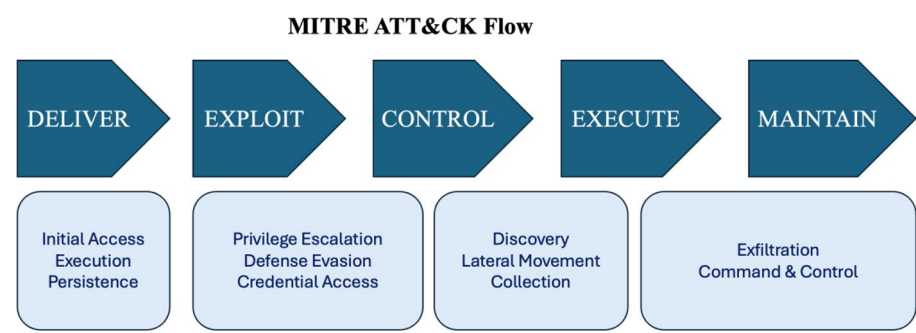 MITRE ATT&CK Flow
DELIVER
EXPLOIT
CONTROL
EXECUTE
MAINTAIN
Initial Access
Execution
Persistence
Privilege Escalation
Defense Evasion
Credential Access
Discovery
Lateral Movement
Collection
Exfiltration
Command & Control